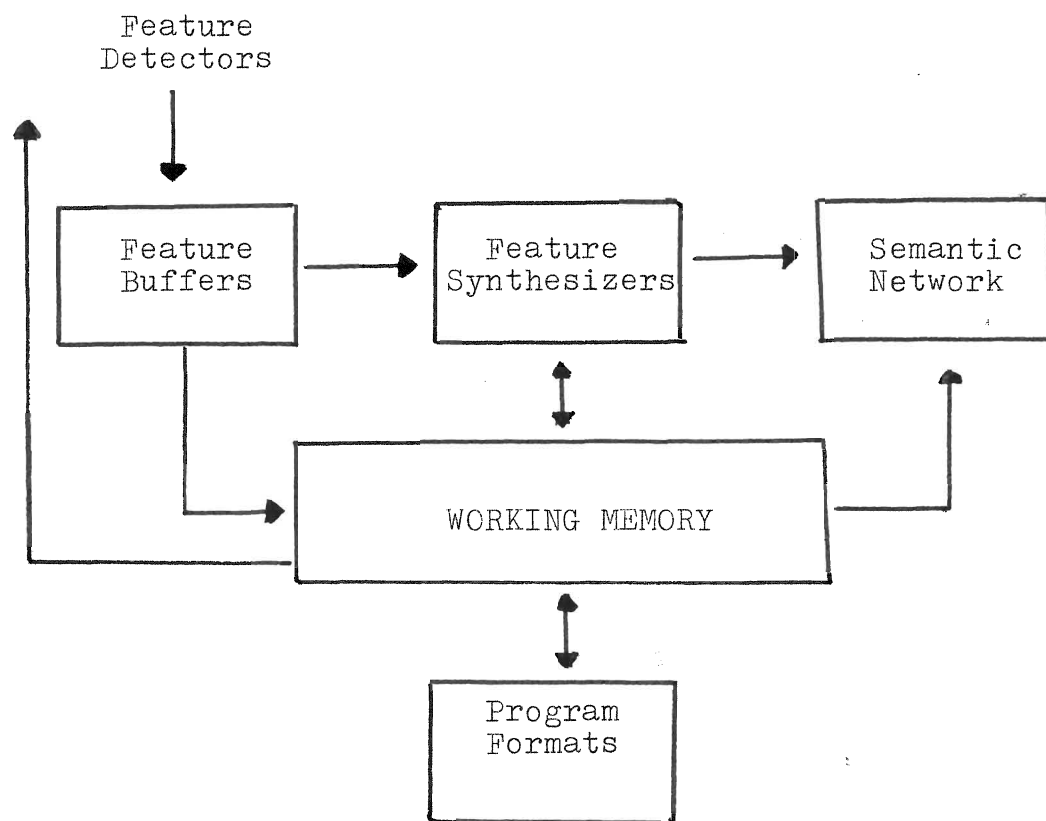 Feature
Detectors
Feature
Buffers
Feature
Synthesizers
Semantic
Network
WORKING MEMORY
Program
Formats